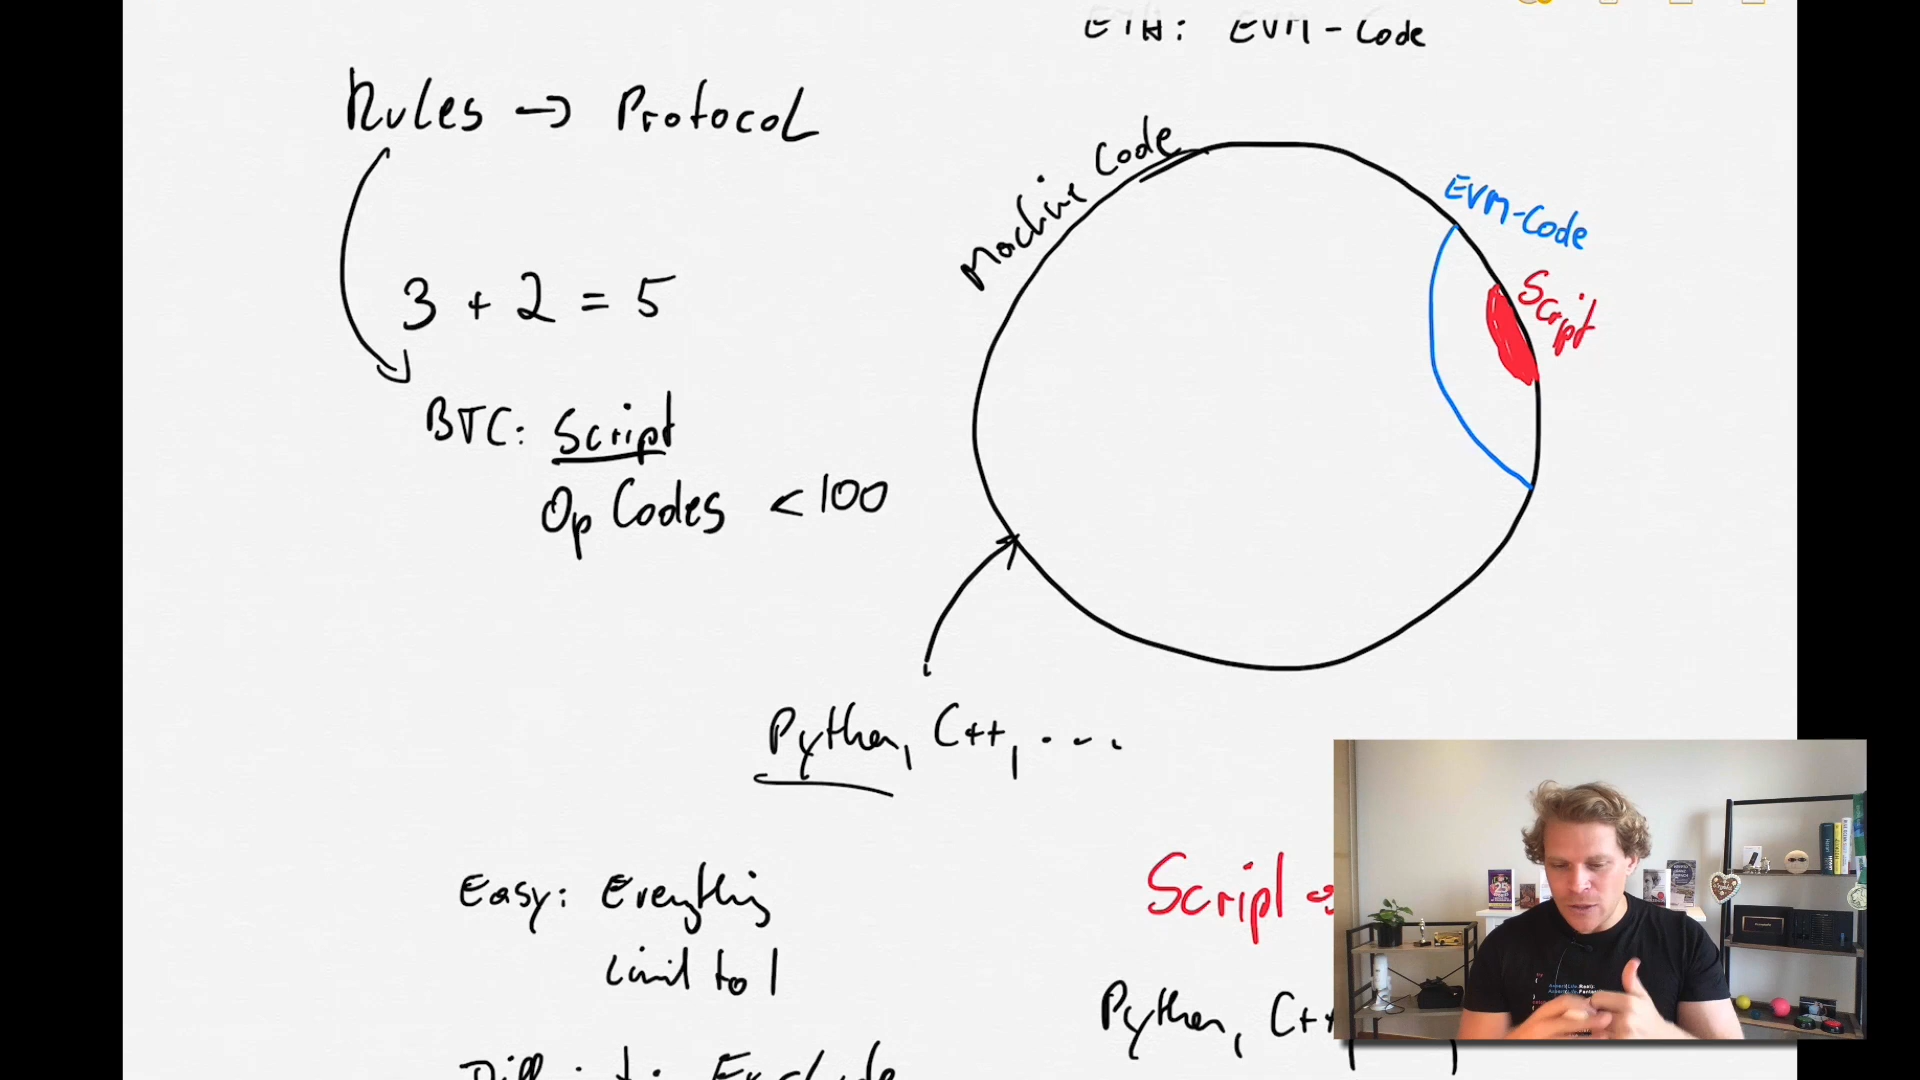 ETH: EVM-Code
Rules → Protocol
Machine Code
EVM-Code
Script
3 + 2 = 5
BTC: Script
Op Codes < 100
Python, C++, ....
Easy: Everything
Limit to 1
Script
Python, C++
25